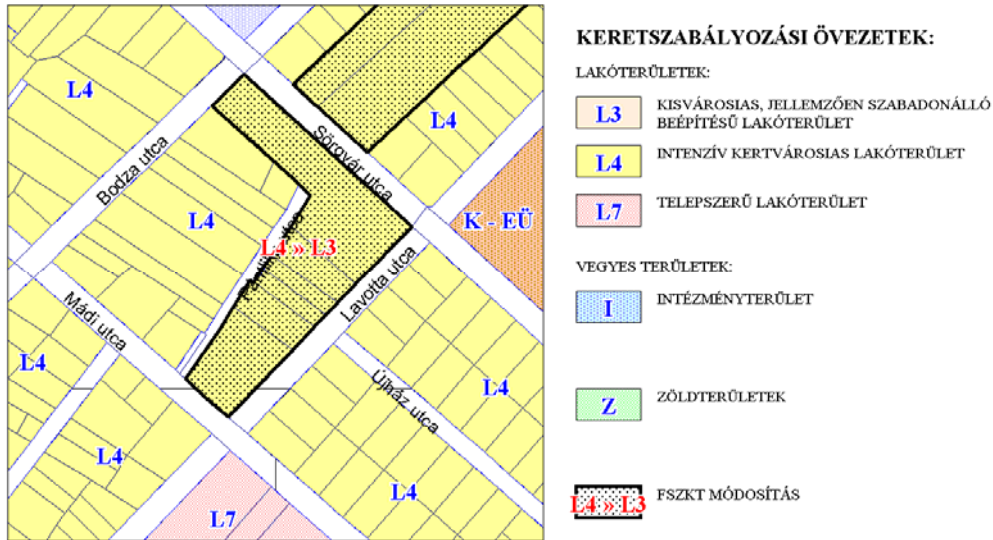 L4
L4
Bodza utca
Sörovár utca
L4
K - EÜ
L4 » L3
utca
Lavotta utca
Mádi utca
L4
Újház utca
L4
L4
L4
L7
KERETSZABÁLYOZÁSI ÖVEZETEK:
LAKÓTERÜLETEK:
L3 KISVÁROSIAS, JELLEMZŐEN SZABADONÁLLÓ
BEÉPÍTÉSŰ LAKÓTERÜLET
L4 INTENZÍV KERTVÁROSIAS LAKÓTERÜLET
L7 TELEPSZERŰ LAKÓTERÜLET
VEGYES TERÜLETEK:
I INTÉZMÉNYTERÜLET
Z ZÖLDTERÜLETEK
L4 » L3 FSZKT MÓDOSÍTÁS